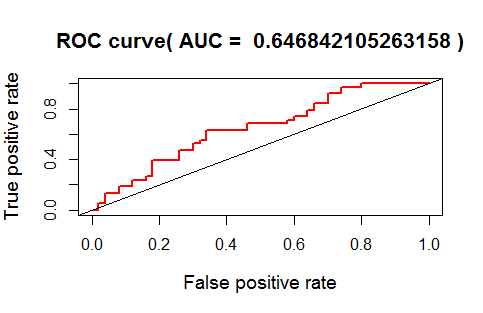 ROC curve( AUC =  0.646842105263158 )
True positive rate
0.8
0.4
0.0
0.0 0.2 0.4 0.6 0.8 1.0
False positive rate